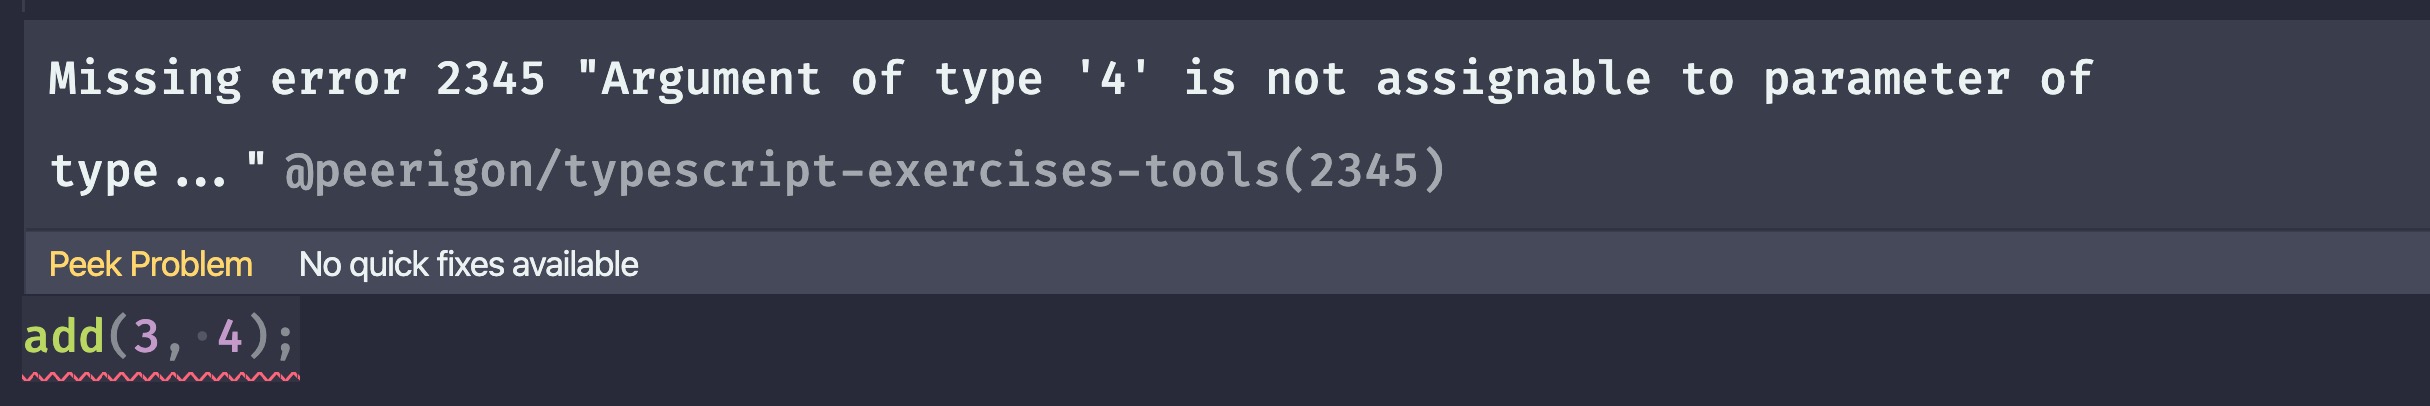 Missing error 2345 "Argument of type '4' is not assignable to parameter of
type..." @peerigon/typescript-exercises-tools(2345)
Peek Problem No quick fixes available
add(3, 4);